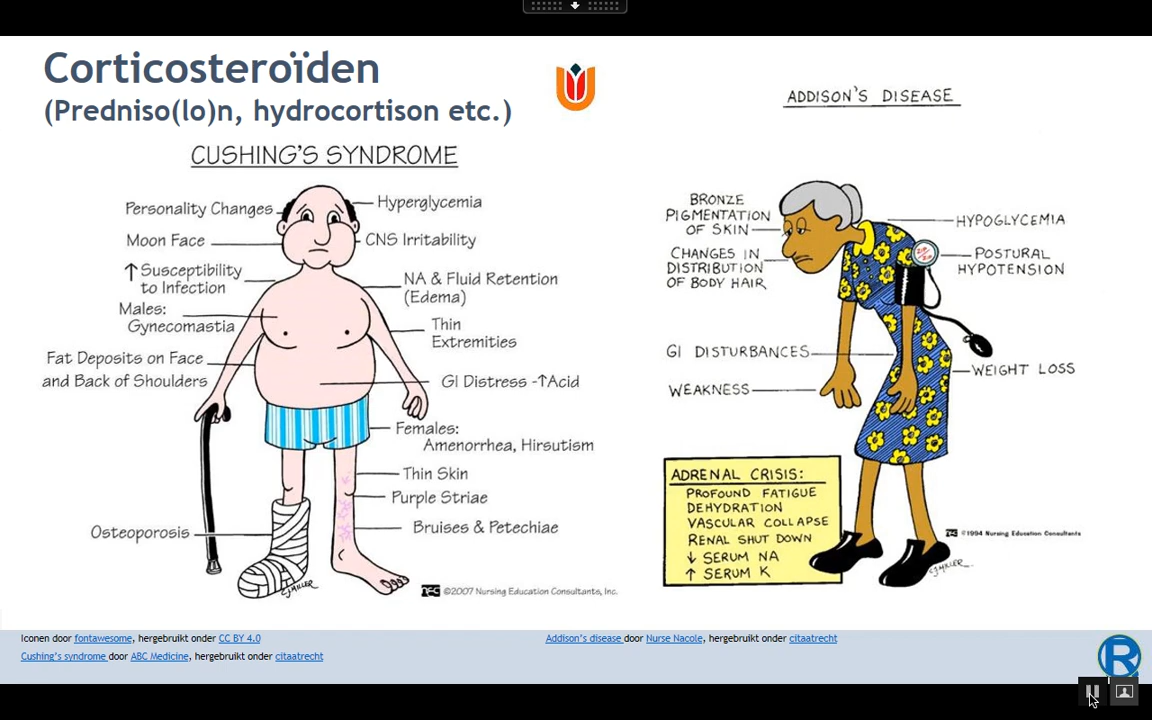 Corticosteroïden
(Predniso(lo)n, hydrocortison etc.)
CUSHING'S SYNDROME
Personality Changes
Moon Face
↑ Susceptibility
to Infection
Males:
Gynecomastia
Fat Deposits on Face
and Back of Shoulders
Osteoporosis
Hyperglycemia
CNS Irritability
NA & Fluid Retention
(Edema)
Thin
Extremities
GI Distress -↑Acid
Females:
Amenorrhea, Hirsutism
Thin Skin
Purple Striae
Bruises & Petechiae
CJMILLER
nec ©2007 Nursing Education Consultants, Inc.
ADDISON'S DISEASE
BRONZE
PIGMENTATION
OF SKIN
CHANGES IN
DISTRIBUTION
OF BODY HAIR
GI DISTURBANCES
WEAKNESS
HYPOGLYCEMIA
POSTURAL
HYPOTENSION
WEIGHT LOSS
ADRENAL CRISIS:
PROFOUND FATIGUE
DEHYDRATION
VASCULAR COLLAPSE
RENAL SHUT DOWN
↓ SERUM NA
↑ SERUM K
nec ©1994 Nursing Education Consultants
CJMILLER
Iconen door fontawesome, hergebruikt onder CC BY 4.0
Cushing's syndrome door ABC Medicine, hergebruikt onder citaatrecht
Addison's disease door Nurse Nacole, hergebruikt onder citaatrecht
R